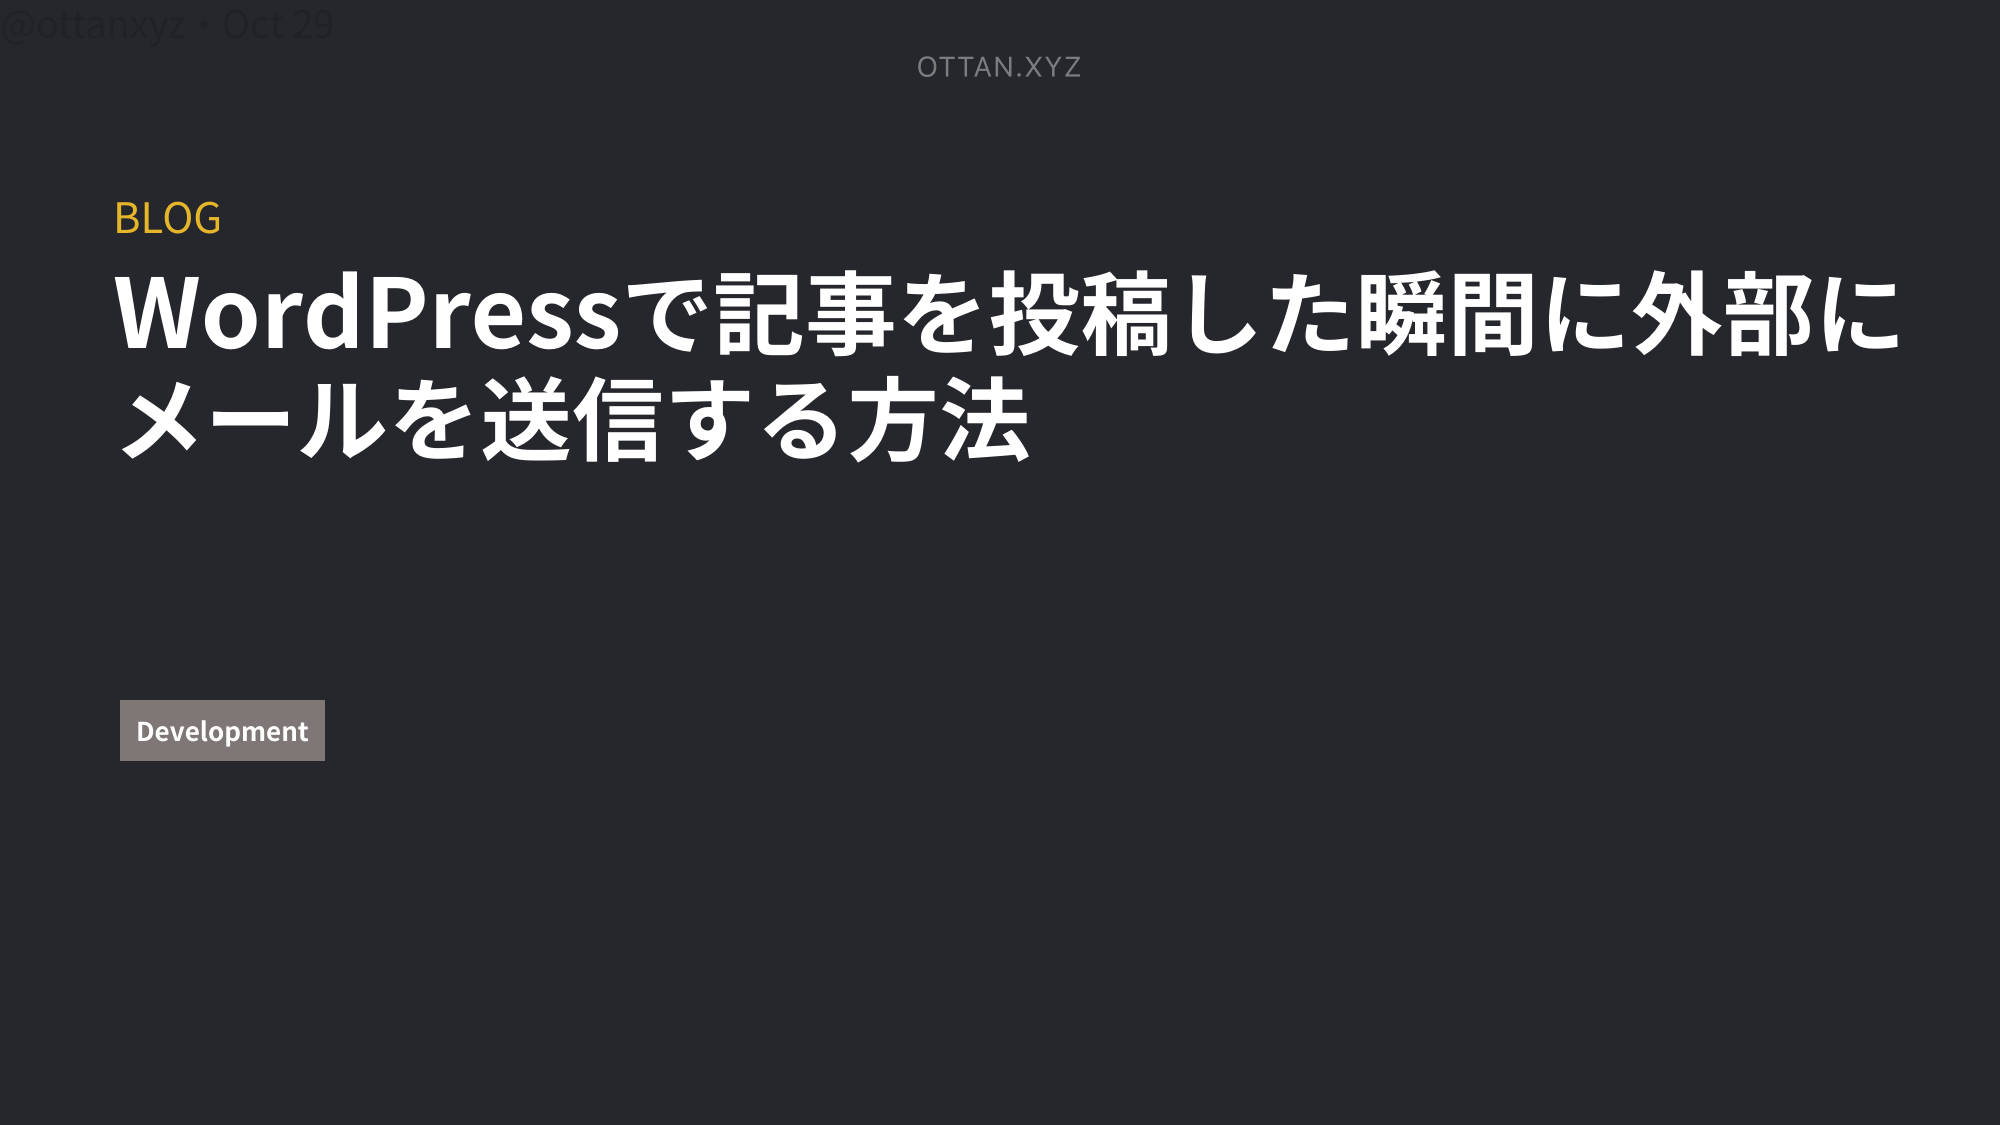 @ottanxyz・Oct 29
OTTAN.XYZ
BLOG
WordPressで記事を投稿した瞬間に外部に
メールを送信する方法
Development